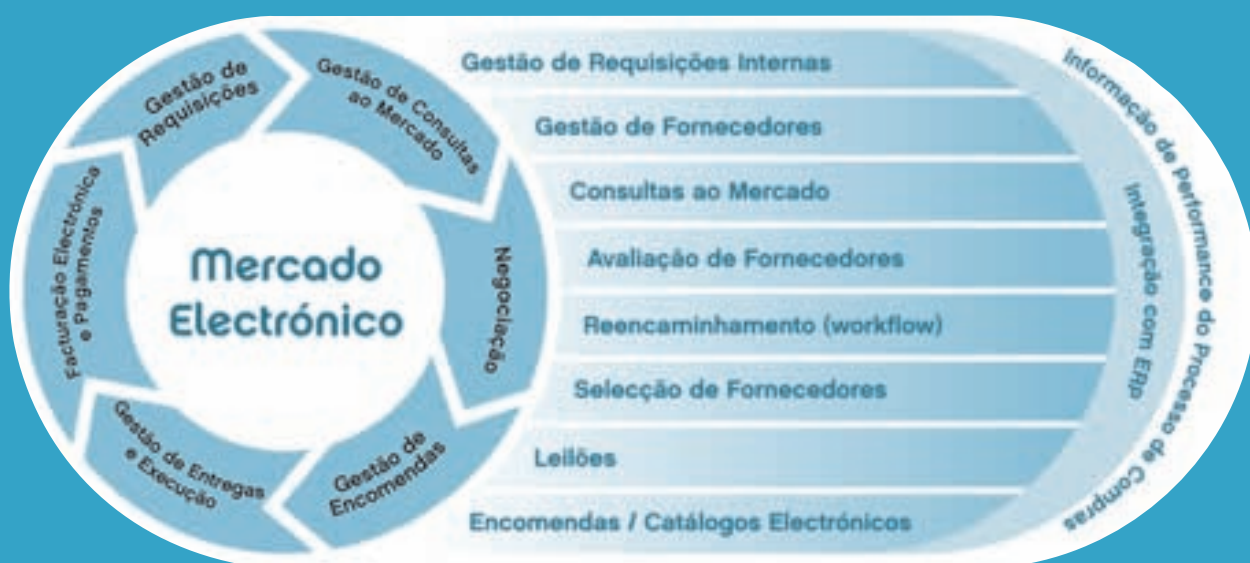 Gestão de
Requisições
Gestão de Consultas
ao Mercado
Negociação
Gestão de
Encomendas
Gestão de Entregas
e Execução
Facturação Electrónica
e Pagamentos
Mercado
Electrónico
Gestão de Requisições Internas
Gestão de Fornecedores
Consultas ao Mercado
Avaliação de Fornecedores
Reencaminhamento (workflow)
Selecção de Fornecedores
Leilões
Encomendas / Catálogos Electrónicos
Integração com ERP
Informação de Performance do Processo de Compras